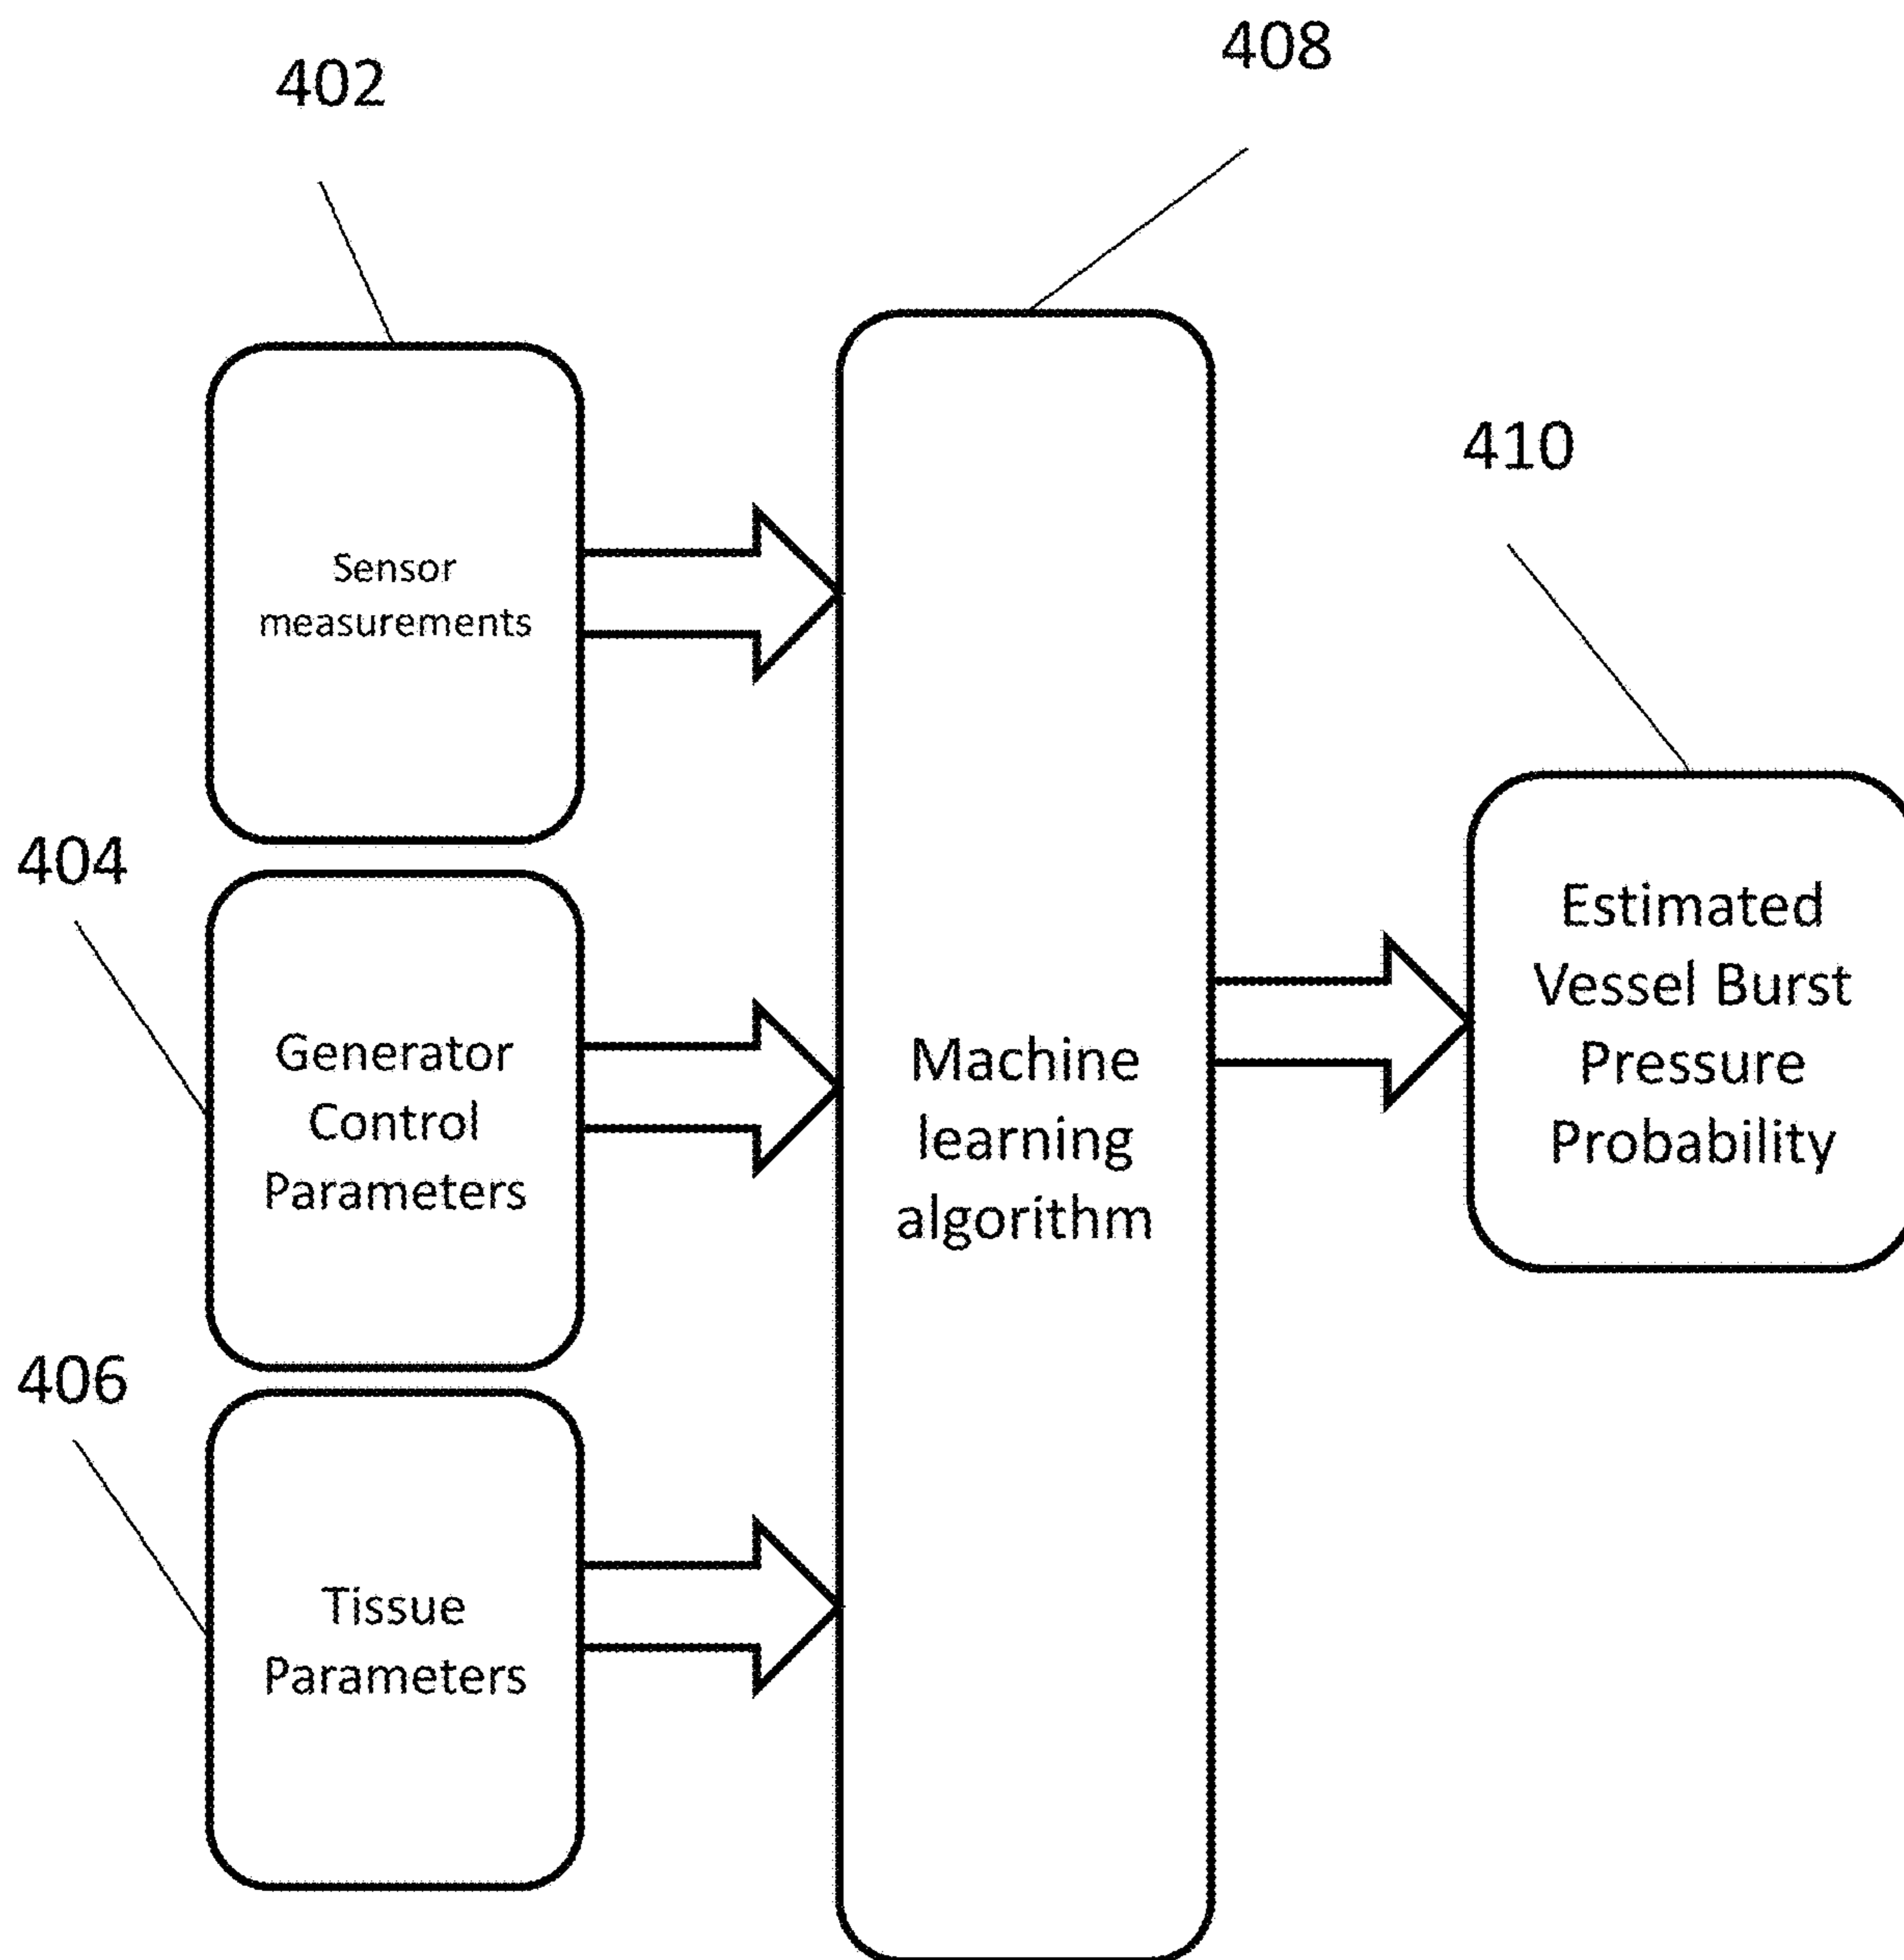 402
408
410
Sensor
measurements
404
Generator
Control
Parameters
406
Tissue
Parameters
Machine
learning
algorithm
Estimated
Vessel Burst
Pressure
Probability